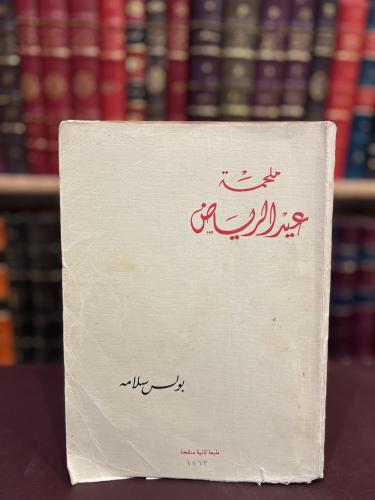 ملحمة
عيد الرياض
بولس سلامه
طبعة ثانية منقحة
١٩٦٣